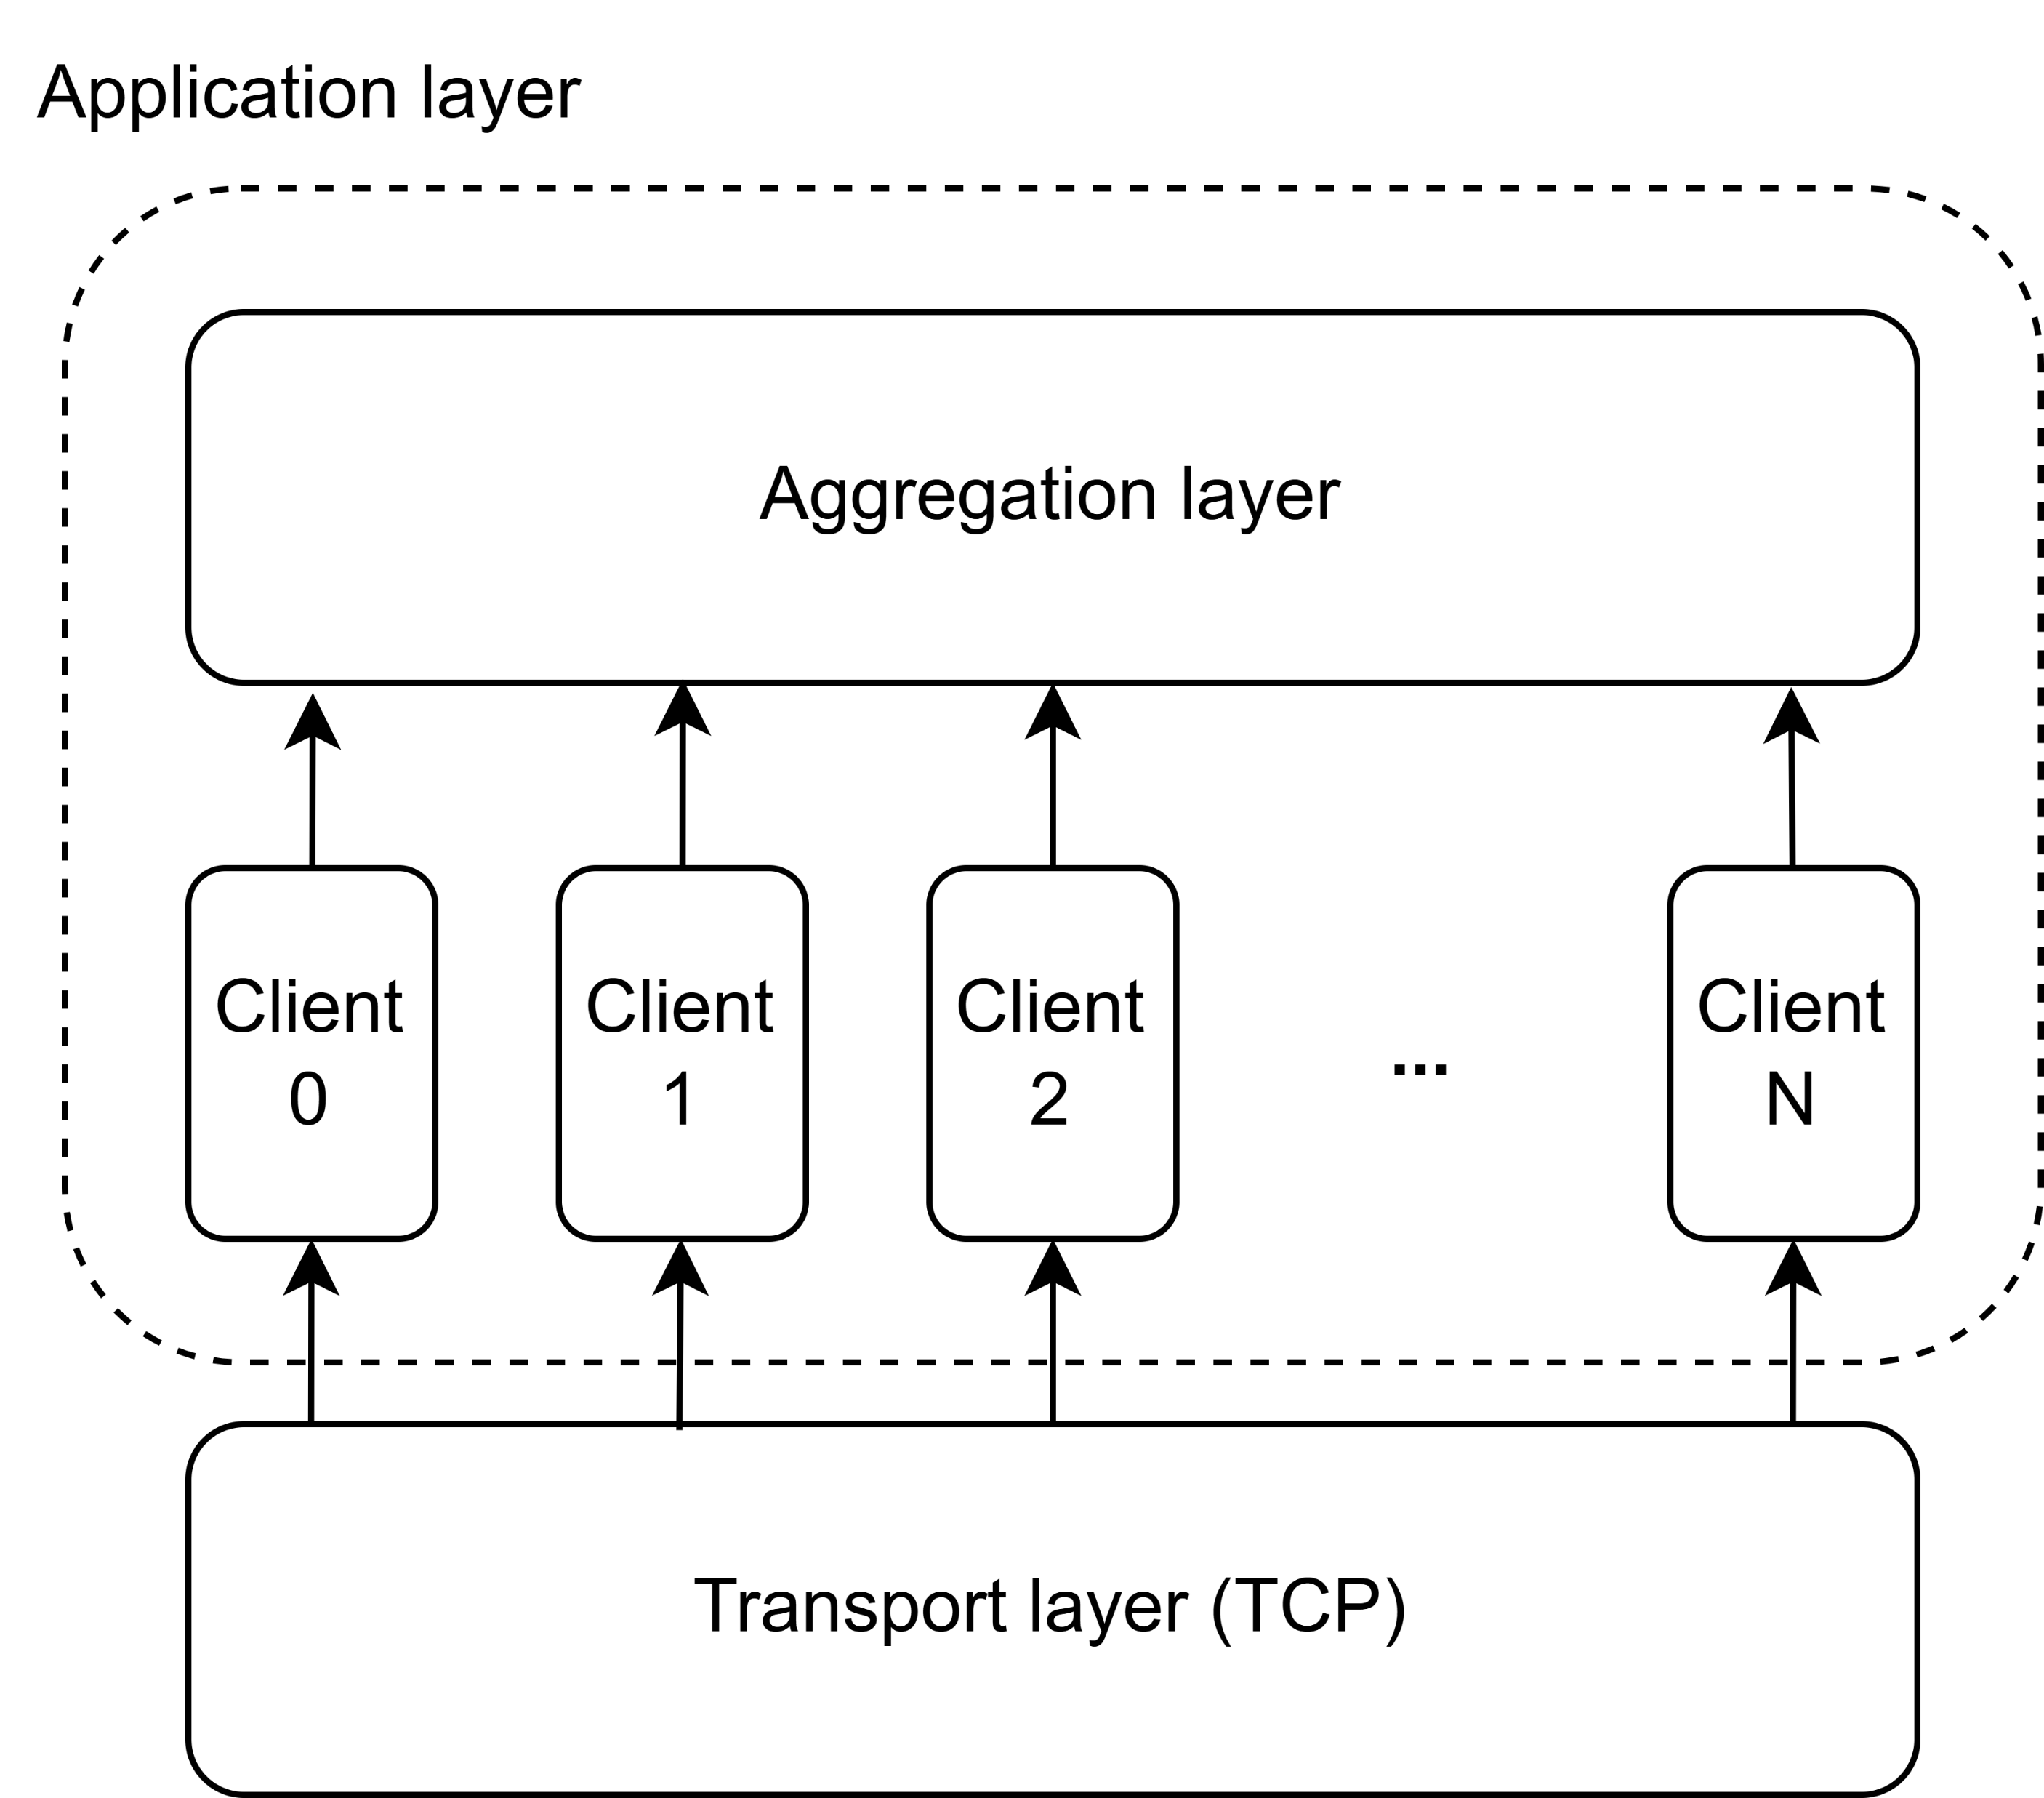 Application layer
Aggregation layer
Client
0
Client
1
Client
2
...
Client
N
Transport layer (TCP)